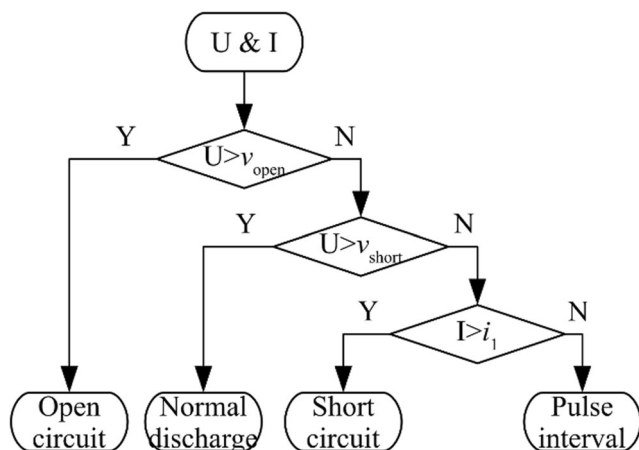 U & I
Y
N
U>v_open
Y
N
U>v_short
Y
N
I>i_1
Open
circuit
Normal
discharge
Short
circuit
Pulse
interval